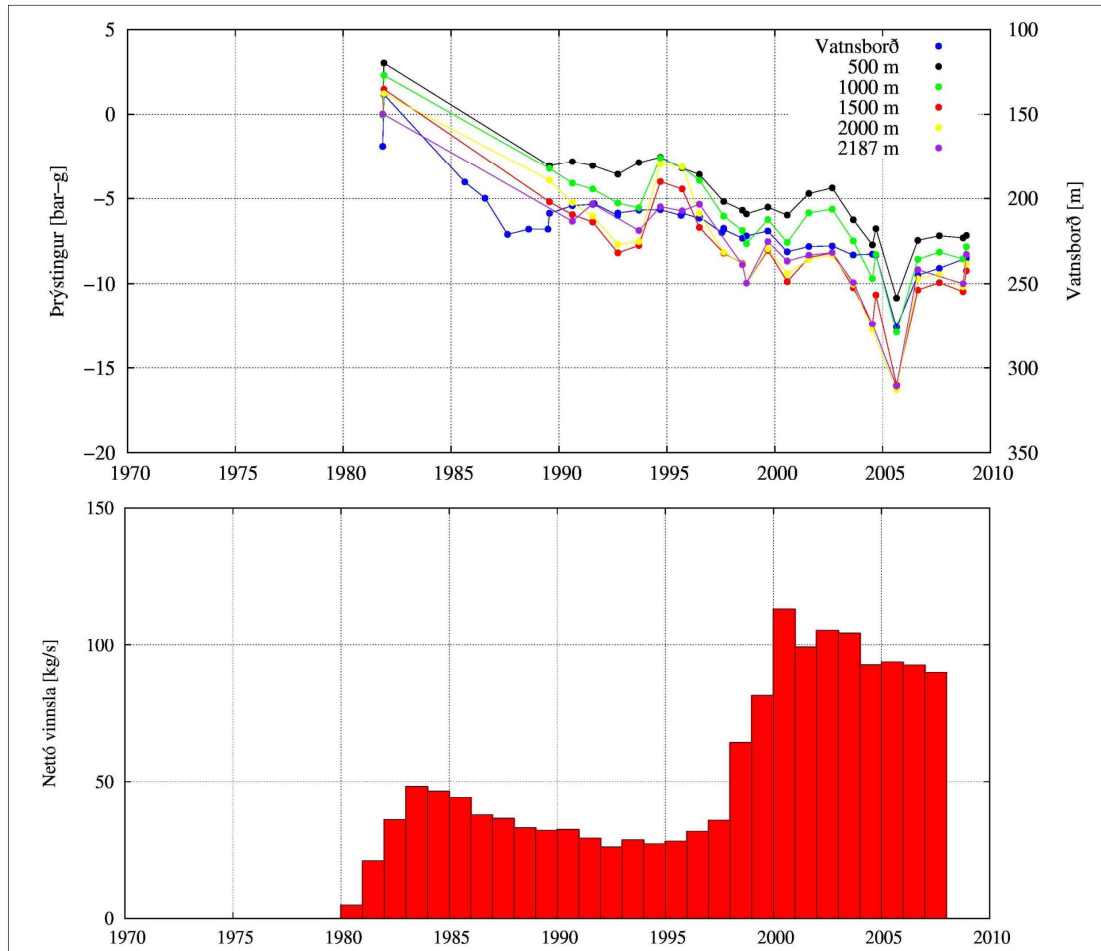 5
0
−5
−10
−15
−20
Þrýstingur [bar−g]
100
150
200
250
300
350
Vatnsborð [m]
Vatnsborð
500 m
1000 m
1500 m
2000 m
2187 m
1970 1975 1980 1985 1990 1995 2000 2005 2010
150
100
50
0
Nettó vinnsla [kg/s]
1970 1975 1980 1985 1990 1995 2000 2005 2010